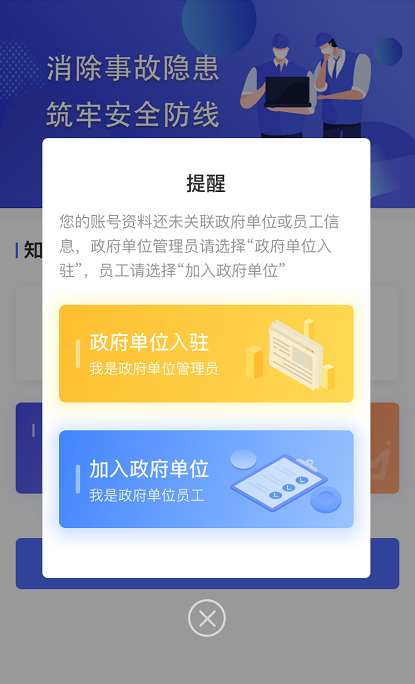 消除事故隐患
筑牢安全防线
提醒
您的账号资料还未关联政府单位或员工信
息，政府单位管理员请选择“政府单位入
驻”，员工请选择“加入政府单位”
知
政府单位入驻
我是政府单位管理员
加入政府单位
我是政府单位员工